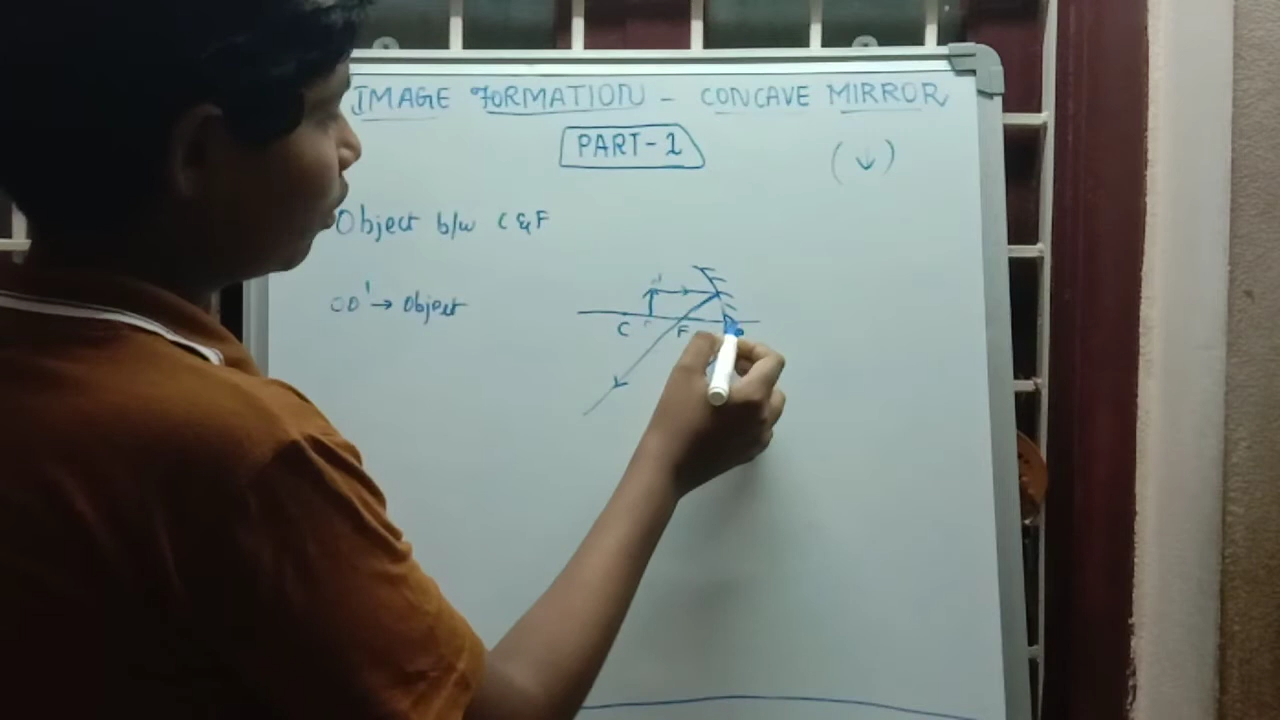 IMAGE FORMATION - CONCAVE MIRROR
PART-1
(↓)
Object b/w C & F
OO' → Object
C F